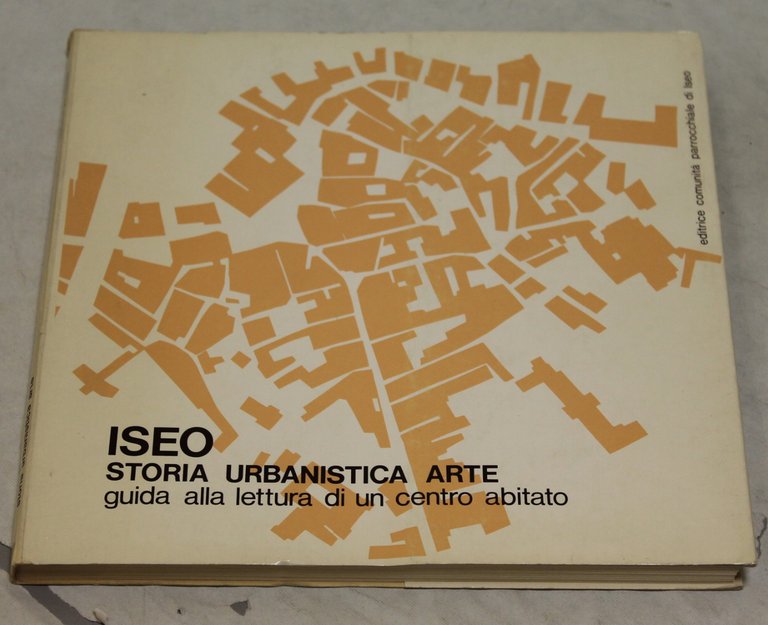 ISEO
STORIA URBANISTICA ARTE
guida alla lettura di un centro abitato
editrice comunità parrocchiale di iseo